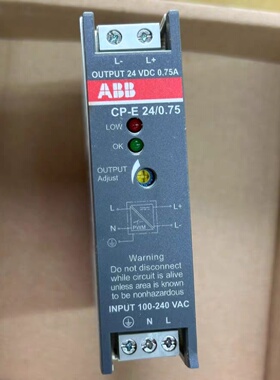 L- L+
OUTPUT 24 VDC 0.75A
ABB
CP-E 24/0.75
LOW
OK
OUTPUT
Adjust
L L+
N L-
PWM
Warning
Do not disconnect
while circuit is alive
unless area is known
to be nonhazardous
INPUT 100-240 VAC
N L